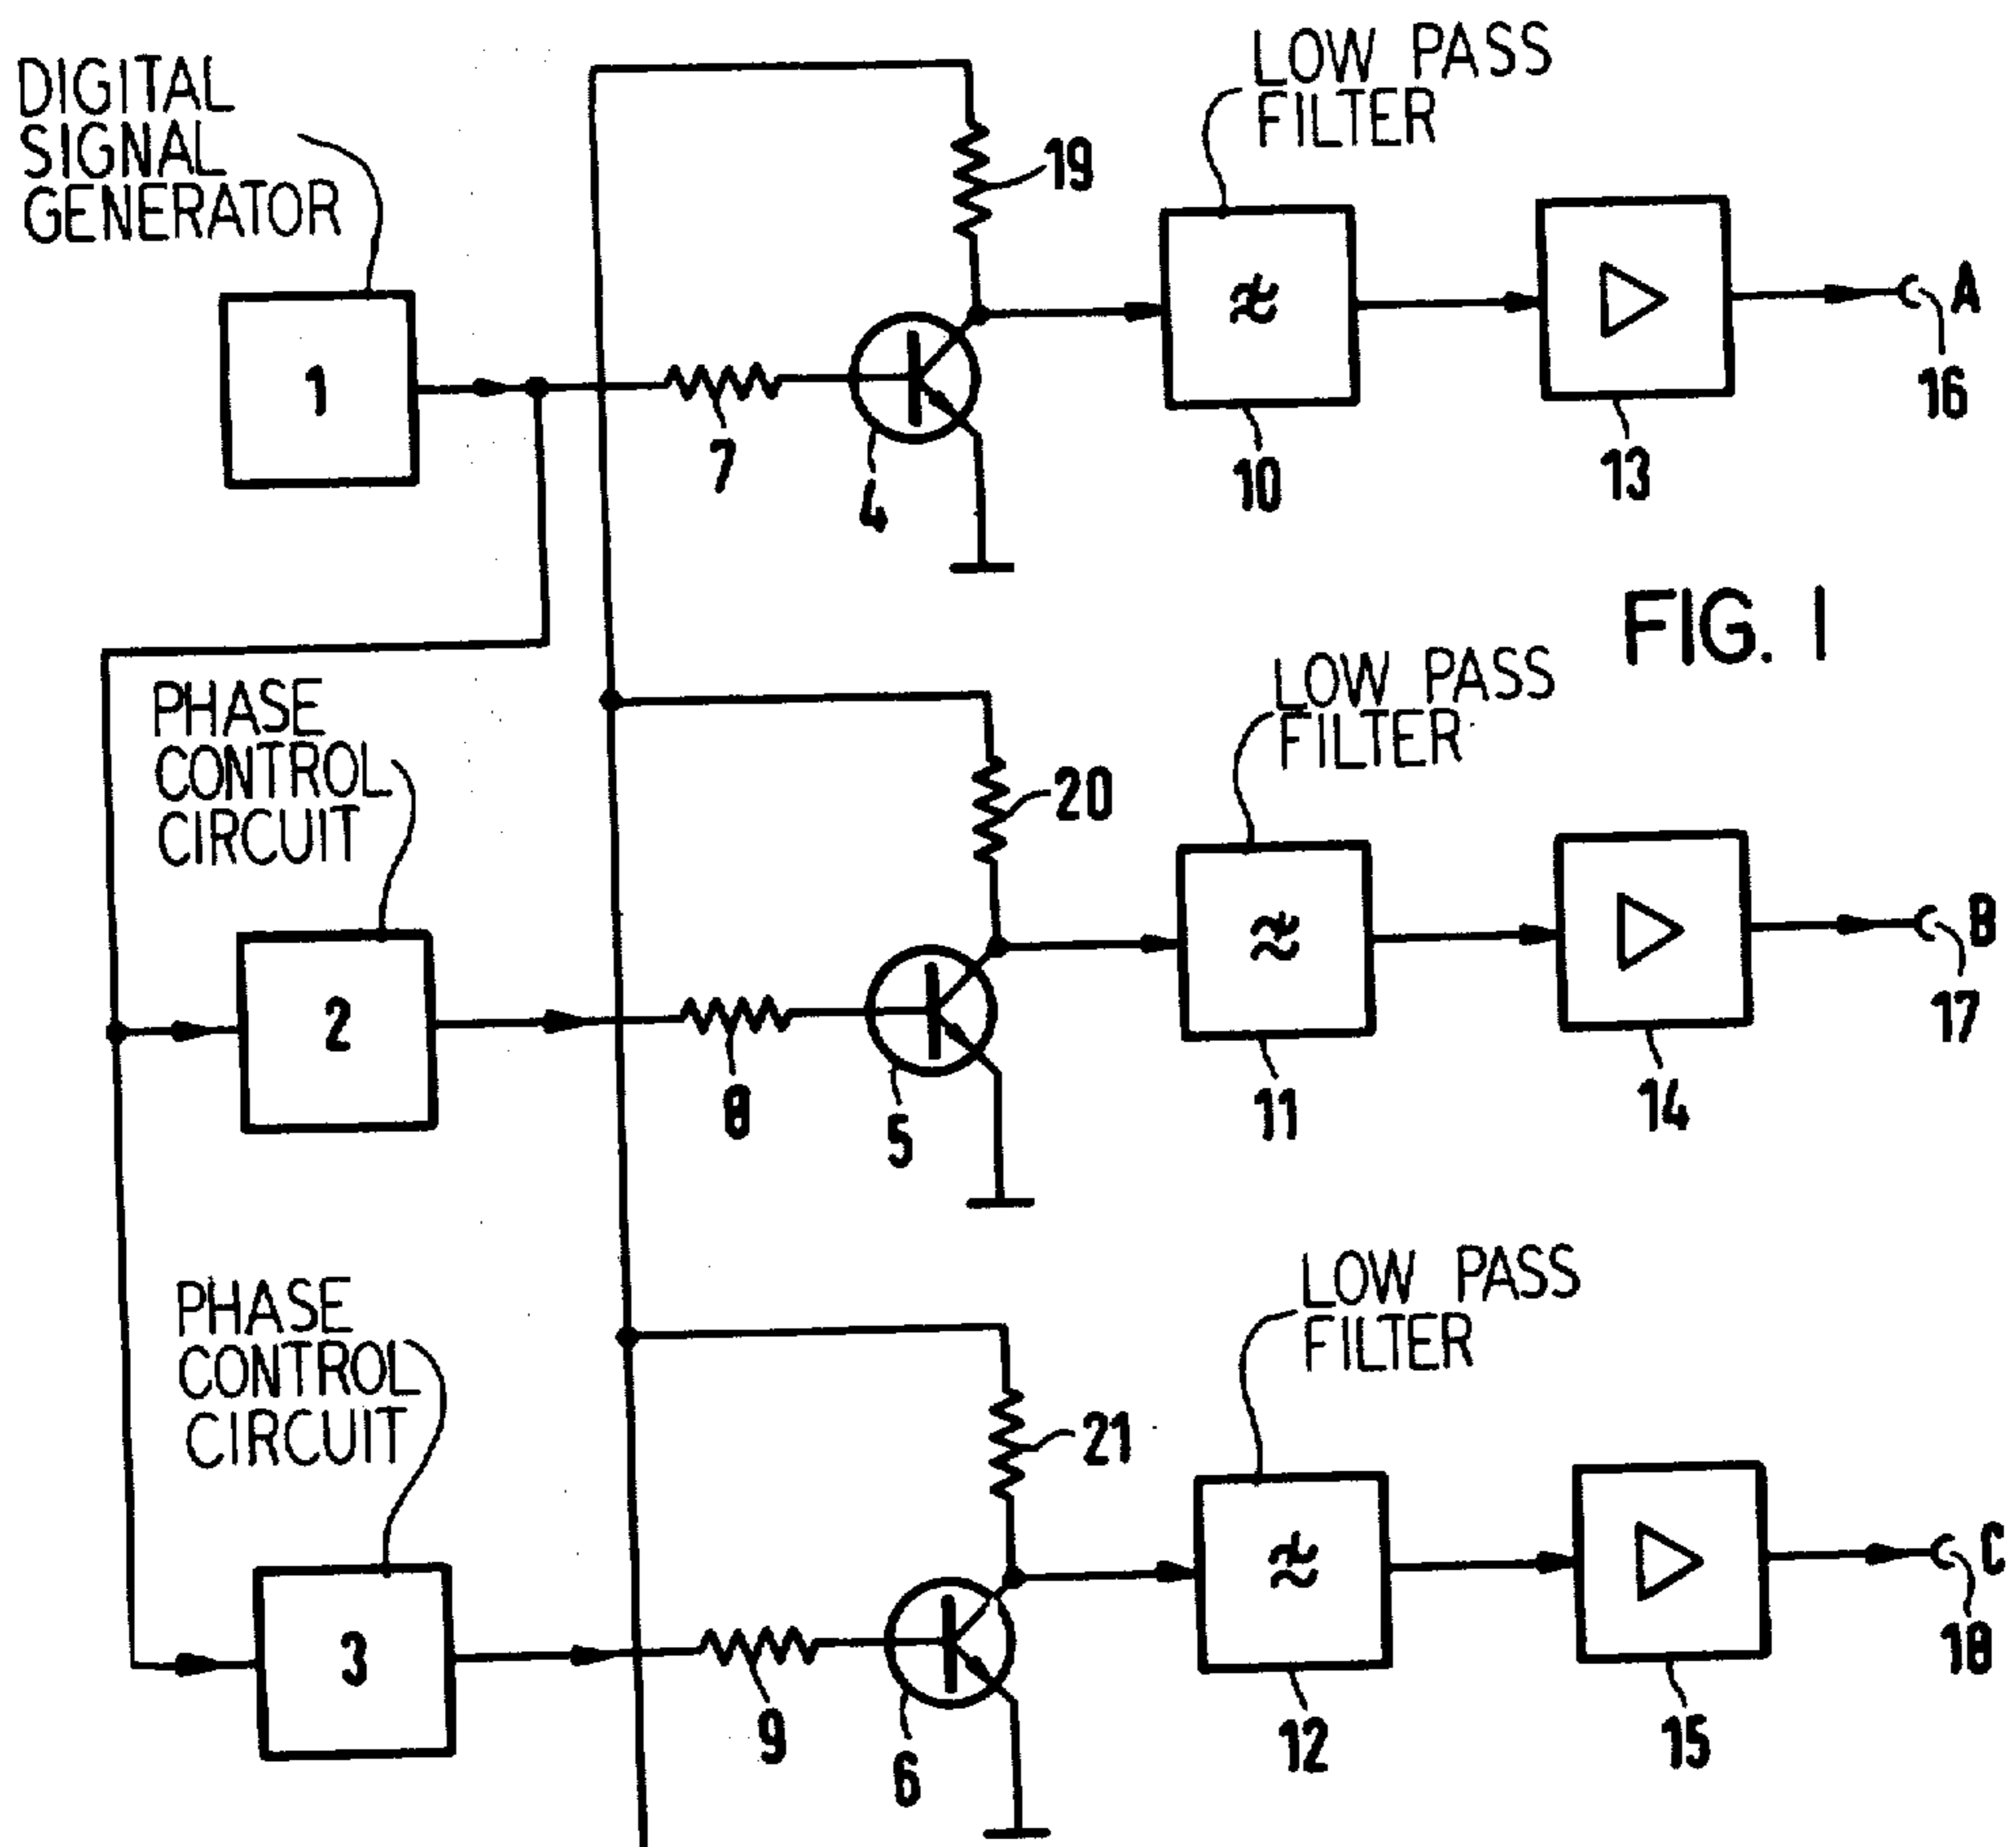 DIGITAL
SIGNAL
GENERATOR
LOW PASS
FILTER
19
1
7
4
10
13
A
16
FIG. 1
PHASE
CONTROL
CIRCUIT
LOW PASS
FILTER
20
2
8
5
11
14
B
17
PHASE
CONTROL
CIRCUIT
LOW PASS
FILTER
21
3
9
6
12
15
C
18